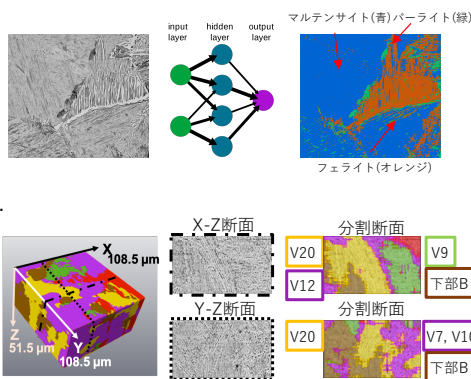 input
layer
hidden
layer
output
layer
マルテンサイト(青)
パーライト(緑)
フェライト(オレンジ)
X-Z断面
分割断面
X
108.5 μm
V20
V9
V12
下部B
Z
51.5 μm
Y
108.5 μm
Y-Z断面
分割断面
V20
V7, V10
下部B